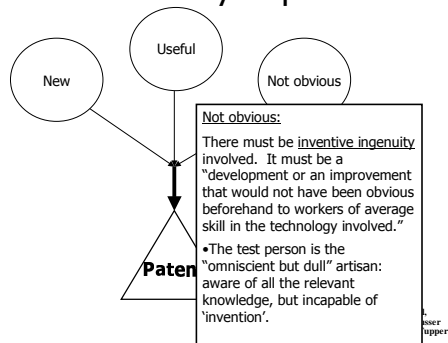 Useful
New
Not obvious
Not obvious:
There must be inventive ingenuity
involved.  It must be a
“development or an improvement
that would not have been obvious
beforehand to workers of average
skill in the technology involved.”
•The test person is the
“omniscient but dull” artisan:
aware of all the relevant
knowledge, but incapable of
‘invention’.
Paten